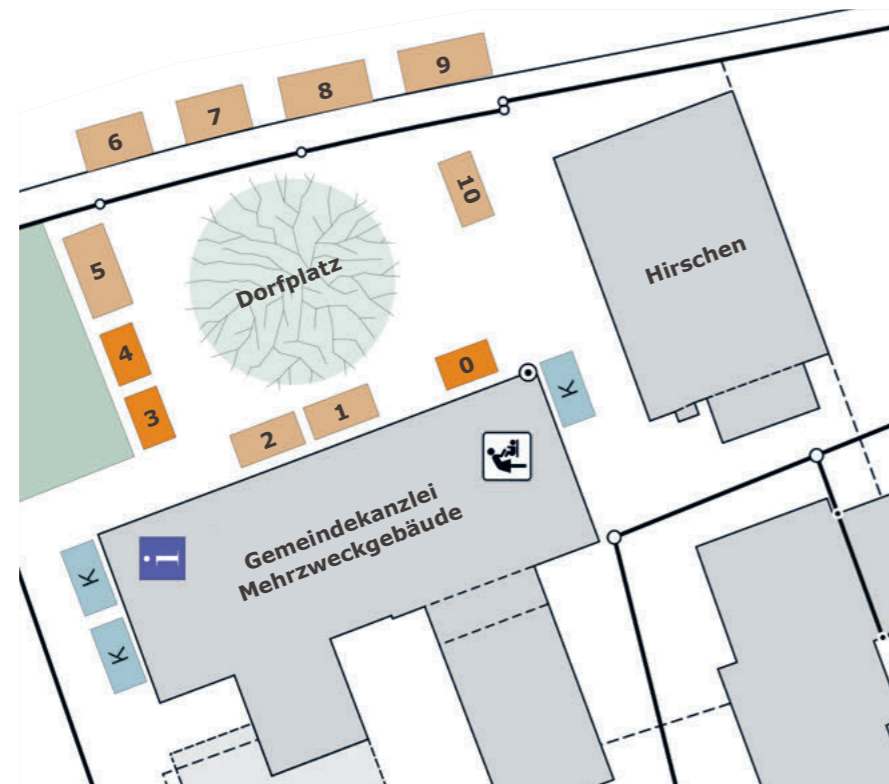 9
8
7
6
10
5
Dorfplatz
Hirschen
4
0
K
3
1
2
Gemeindekanzlei
Mehrzweckgebäude
i
K
K